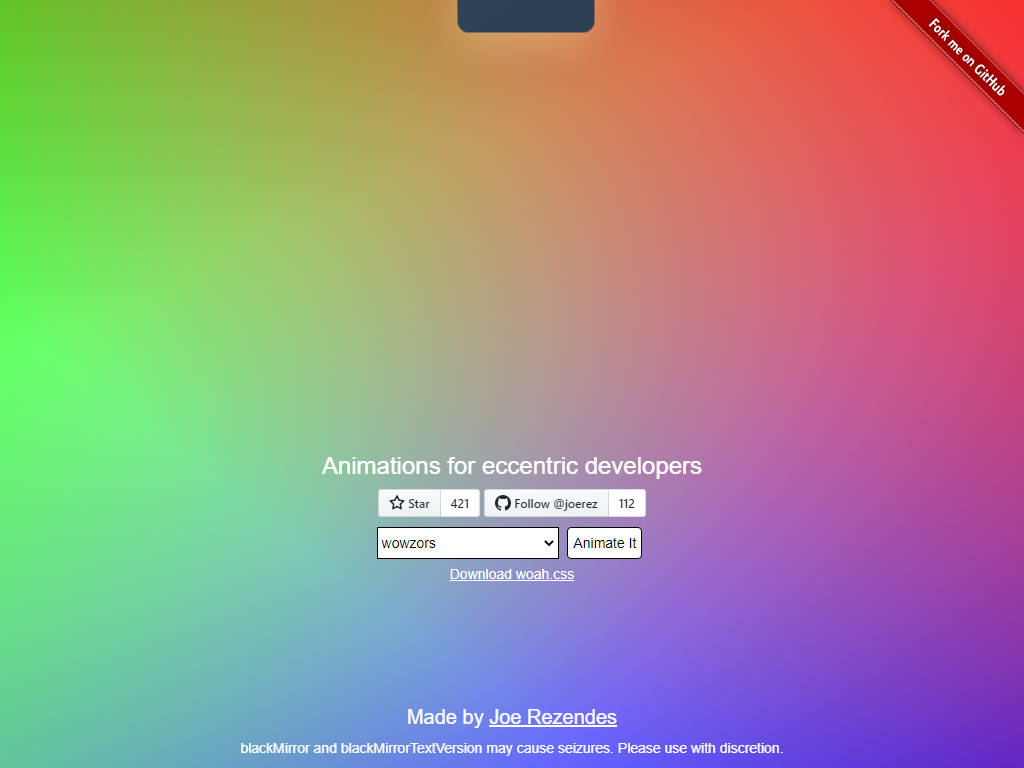 Fork me on GitHub
Animations for eccentric developers
Star 421 Follow @joerez 112
wowzors Animate It
Download woah.css
Made by Joe Rezendes
blackMirror and blackMirrorTextVersion may cause seizures. Please use with discretion.